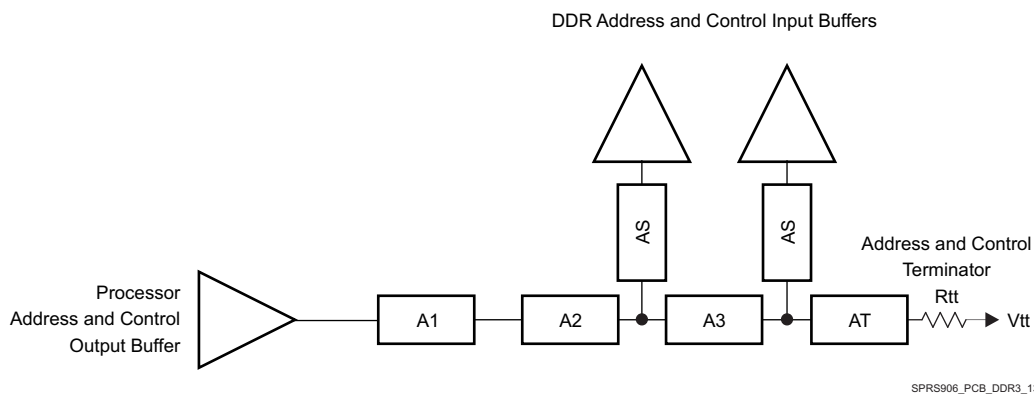 DDR Address and Control Input Buffers
AS
AS
Processor
Address and Control
Output Buffer
A1
A2
A3
AT
Address and Control
Terminator
Rtt
Vtt